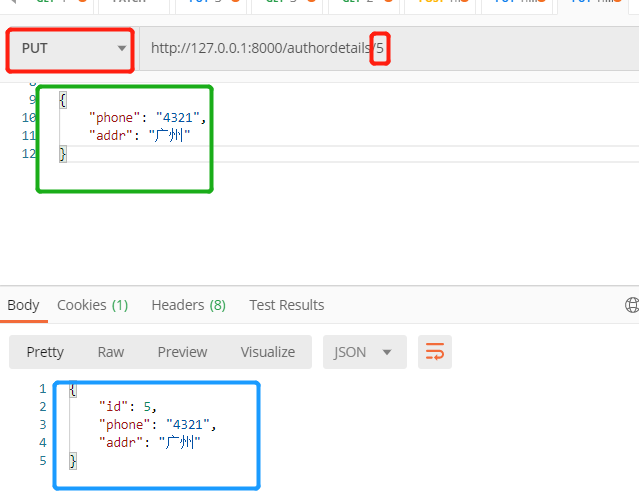 PUT http://127.0.0.1:8000/authordetails/5
9 {
10 "phone": "4321",
11 "addr": "广州"
12 }
Body Cookies (1) Headers (8) Test Results
Pretty Raw Preview Visualize JSON
1 {
2 "id": 5,
3 "phone": "4321",
4 "addr": "广州"
5 }